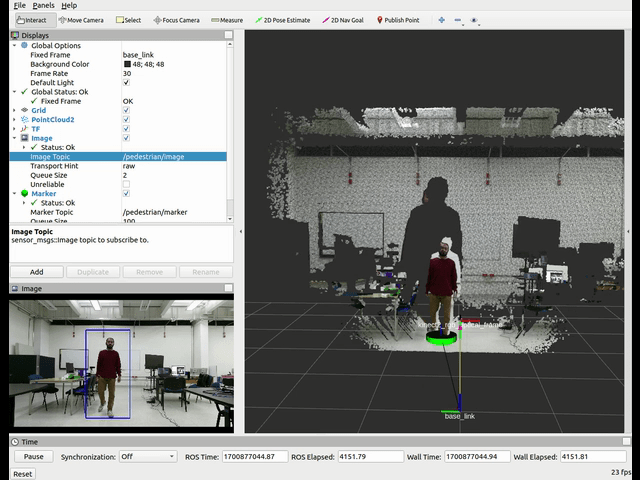 File Panels Help
Interact Move Camera Select Focus Camera Measure 2D Pose Estimate 2D Nav Goal Publish Point
Displays
Global Options
Fixed Frame base_link
Background Color 48; 48; 48
Frame Rate 30
Default Light
Global Status: Ok
Fixed Frame OK
Grid
PointCloud2
TF
Image
Status: Ok
Image Topic /pedestrian/image
Transport Hint raw
Queue Size 2
Unreliable
Marker
Status: Ok
Marker Topic /pedestrian/marker
Queue Size 100
Image Topic
sensor_msgs::Image topic to subscribe to.
Add Duplicate Remove Rename
Image
base_link
Time
Pause Synchronization: Off ROS Time: 1700877044.87 ROS Elapsed: 4151.79 Wall Time: 1700877044.94 Wall Elapsed: 4151.81
Reset 23 fps